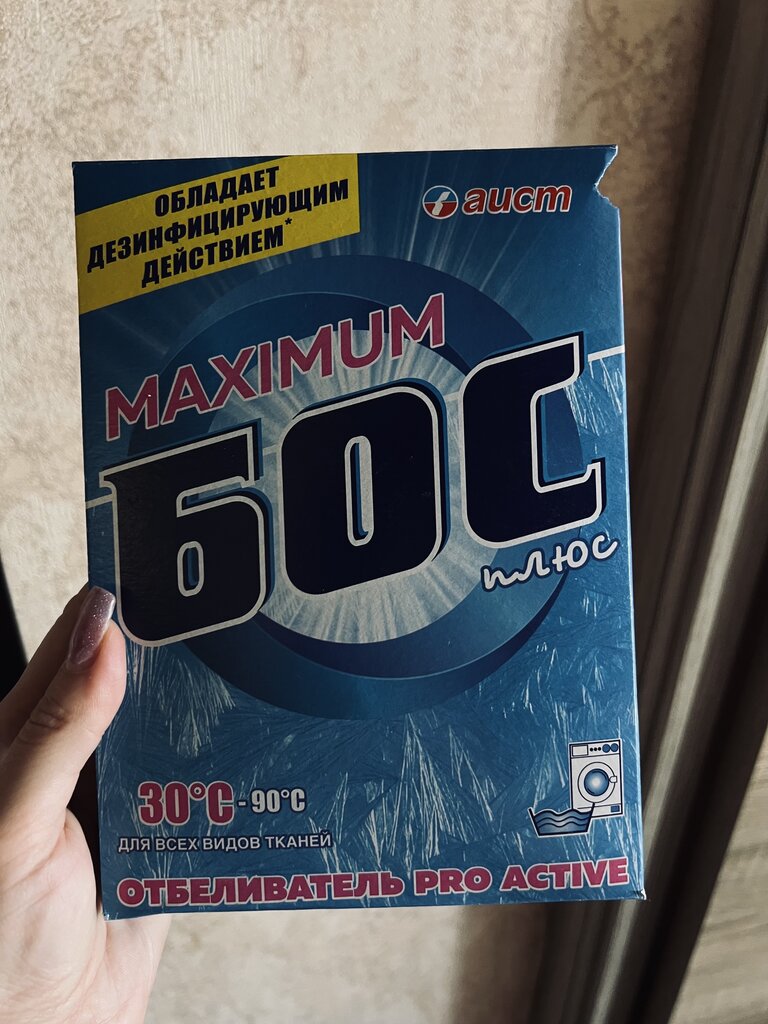 ОБЛАДАЕТ
ДЕЗИНФИЦИРУЮЩИМ
ДЕЙСТВИЕМ*
аист
MAXIMUM
БОС
плюс
30°C - 90°C
ДЛЯ ВСЕХ ВИДОВ ТКАНЕЙ
ОТБЕЛИВАТЕЛЬ PRO ACTIVE